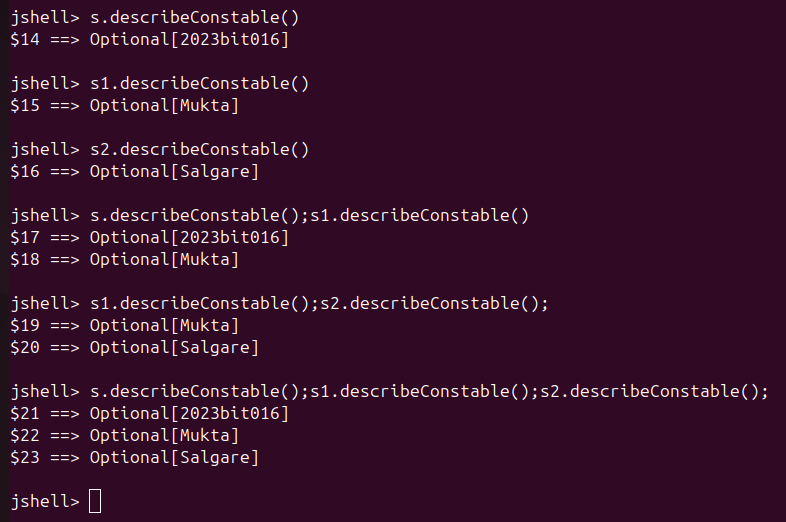 jshell> s.describeConstable()
$14 ==> Optional[2023bit016]
jshell> s1.describeConstable()
$15 ==> Optional[Mukta]
jshell> s2.describeConstable()
$16 ==> Optional[Salgare]
jshell> s.describeConstable();s1.describeConstable()
$17 ==> Optional[2023bit016]
$18 ==> Optional[Mukta]
jshell> s1.describeConstable();s2.describeConstable();
$19 ==> Optional[Mukta]
$20 ==> Optional[Salgare]
jshell> s.describeConstable();s1.describeConstable();s2.describeConstable();
$21 ==> Optional[2023bit016]
$22 ==> Optional[Mukta]
$23 ==> Optional[Salgare]
jshell>